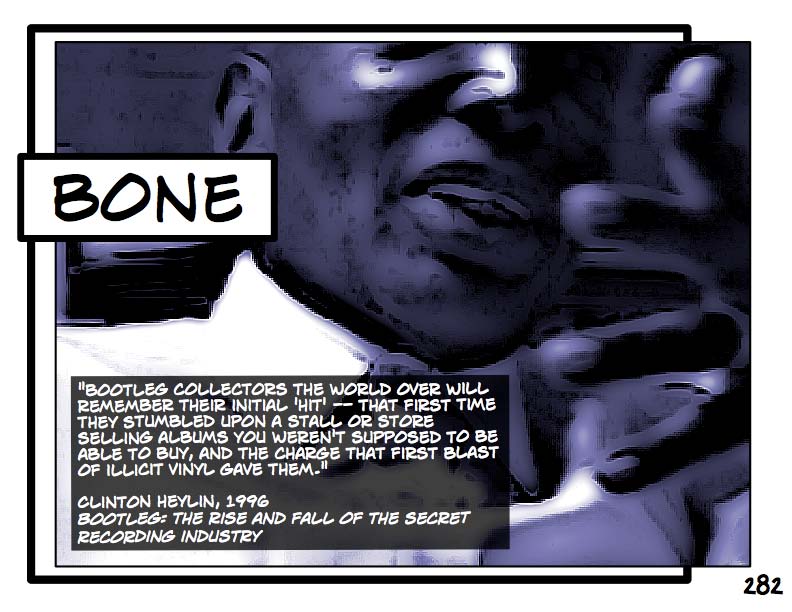 BONE
"BOOTLEG COLLECTORS THE WORLD OVER WILL
REMEMBER THEIR INITIAL 'HIT' -- THAT FIRST TIME
THEY STUMBLED UPON A STALL OR STORE
SELLING ALBUMS YOU WEREN'T SUPPOSED TO BE
ABLE TO BUY, AND THE CHARGE THAT FIRST BLAST
OF ILLICIT VINYL GAVE THEM."
CLINTON HEYLIN, 1996
BOOTLEG: THE RISE AND FALL OF THE SECRET
RECORDING INDUSTRY
282